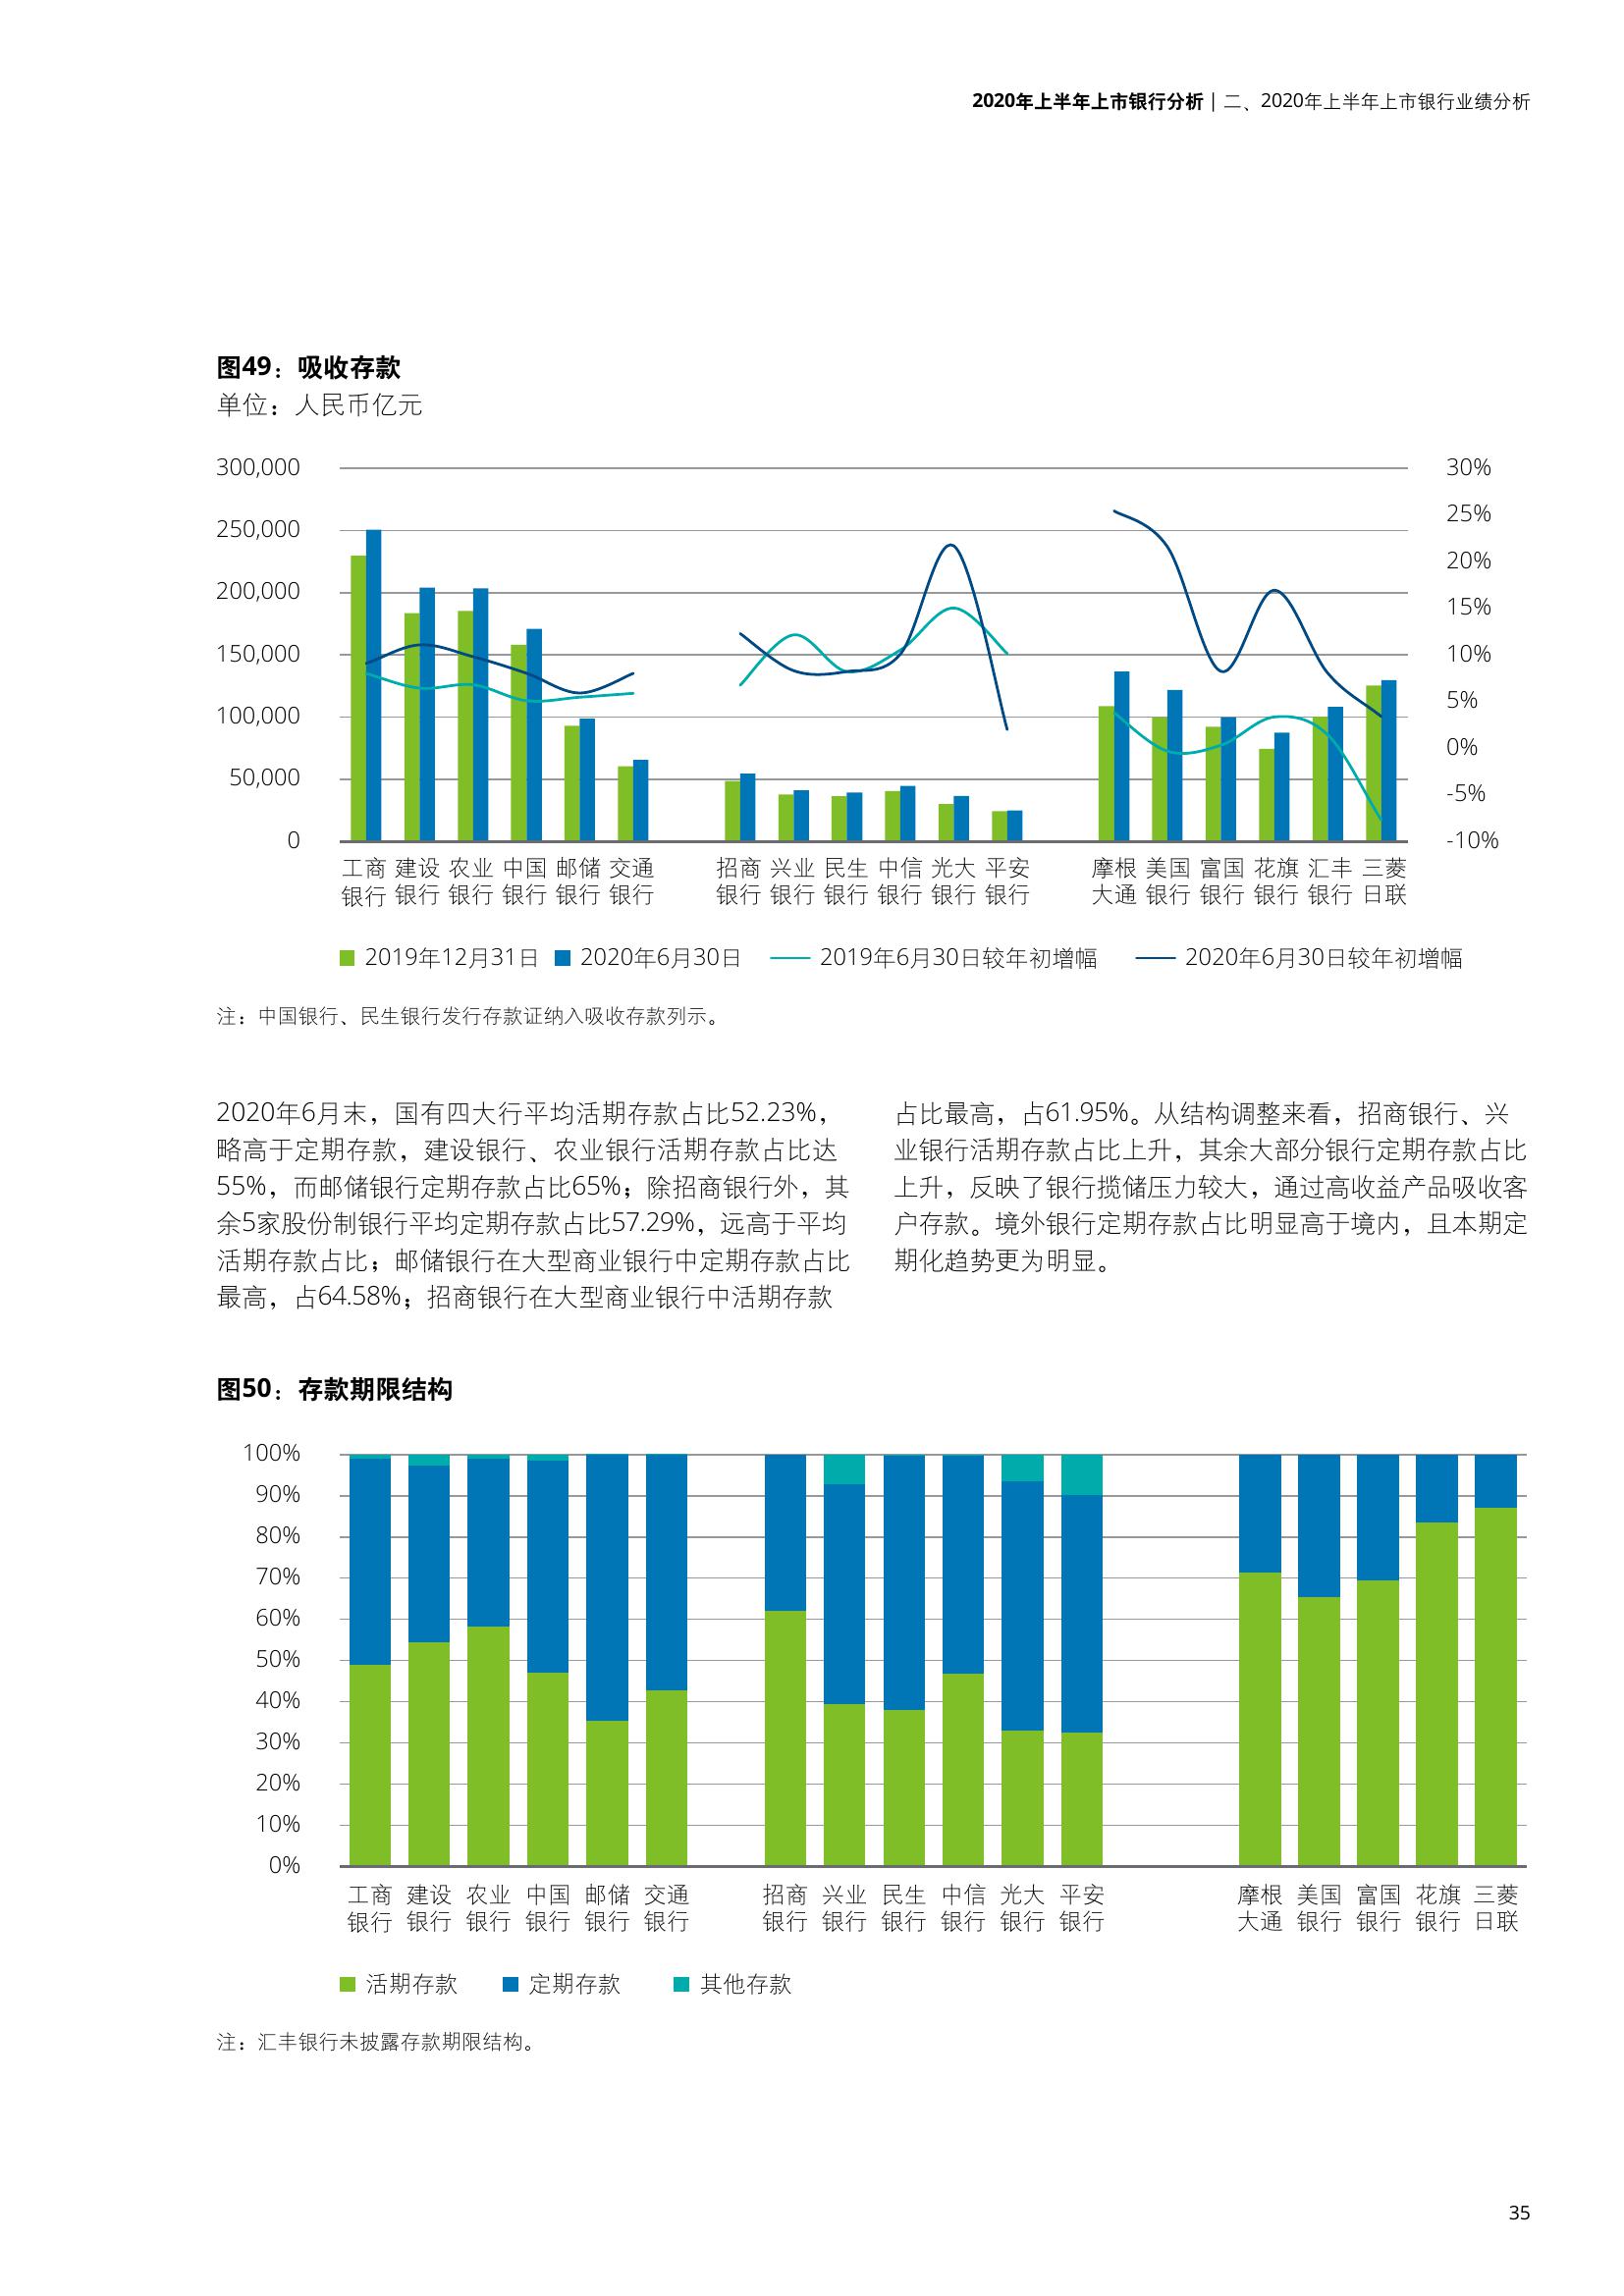 2020年上半年上市银行分析 | 二、2020年上半年上市银行业绩分析
图49：吸收存款
单位：人民币亿元
300,000
250,000
200,000
150,000
100,000
50,000
0
30%
25%
20%
15%
10%
5%
0%
-5%
-10%
工商 建设 农业 中国 邮储 交通 招商 兴业 民生 中信 光大 平安 摩根 美国 富国 花旗 汇丰 三菱
银行 银行 银行 银行 银行 银行 银行 银行 银行 银行 银行 银行 大通 银行 银行 银行 银行 日联
2019年12月31日 2020年6月30日 2019年6月30日较年初增幅 2020年6月30日较年初增幅
注：中国银行、民生银行发行存款证纳入吸收存款列示。
2020年6月末，国有四大行平均活期存款占比52.23%，
略高于定期存款，建设银行、农业银行活期存款占比达
55%，而邮储银行定期存款占比65%；除招商银行外，其
余5家股份制银行平均定期存款占比57.29%，远高于平均
活期存款占比；邮储银行在大型商业银行中定期存款占比
最高，占64.58%；招商银行在大型商业银行中活期存款
占比最高，占61.95%。从结构调整来看，招商银行、兴
业银行活期存款占比上升，其余大部分银行定期存款占比
上升，反映了银行揽储压力较大，通过高收益产品吸收客
户存款。境外银行定期存款占比明显高于境内，且本期定
期化趋势更为明显。
图50：存款期限结构
100%
90%
80%
70%
60%
50%
40%
30%
20%
10%
0%
工商 建设 农业 中国 邮储 交通 招商 兴业 民生 中信 光大 平安 摩根 美国 富国 花旗 三菱
银行 银行 银行 银行 银行 银行 银行 银行 银行 银行 银行 银行 大通 银行 银行 银行 日联
活期存款 定期存款 其他存款
注：汇丰银行未披露存款期限结构。
35